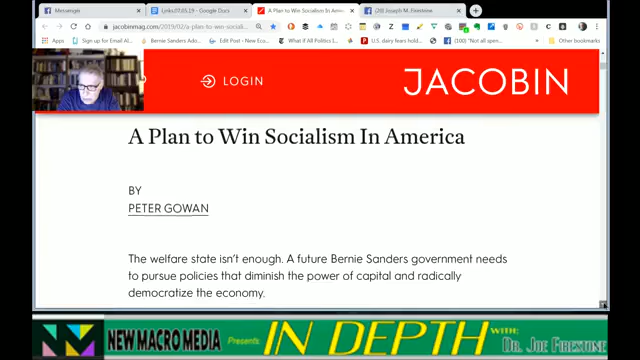 Messenger
Links,07.05.19 - Google Docs
A Plan to Win Socialism In Ame
(20) Joseph M. Firestone
jacobinmag.com/2019/02/a-plan-to-win-sociali
Apps
Sign up for Email Al
Bernie Sanders Ado
Edit Post - New Eco
What if All Politics I
U.S. dairy fears hold
(100) "Not all spen
Other bookmarks
LOGIN
JACOBIN
A Plan to Win Socialism In America
BY
PETER GOWAN
The welfare state isn't enough. A future Bernie Sanders government needs
to pursue policies that diminish the power of capital and radically
democratize the economy.
NEW MACRO MEDIA
Presents:
IN DEPTH
WITH:
DR. JOE FIRESTONE